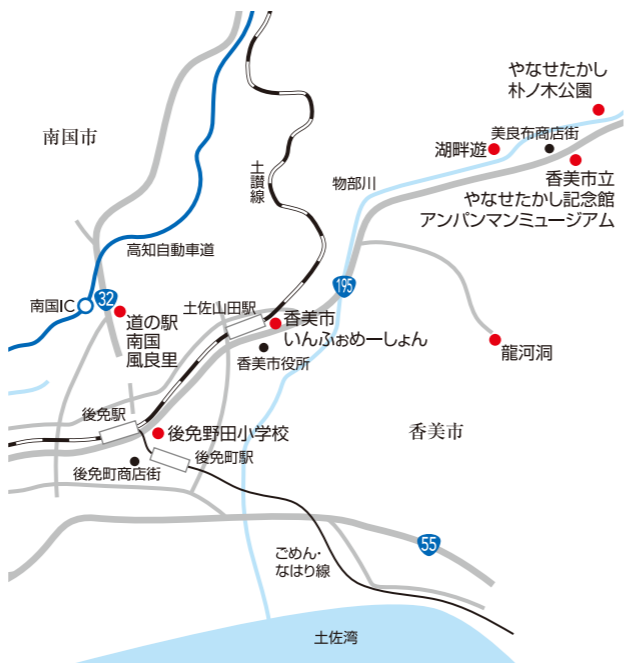 やなせたかし
朴ノ木公園
南国市
美良布商店街
湖畔遊
土讃線
物部川
香美市立
やなせたかし記念館
アンパンマンミュージアム
高知自動車道
195
南国IC
32
道の駅
南国
風良里
土佐山田駅
香美市
いんふぉめーしょん
香美市役所
龍河洞
後免駅
後免野田小学校
香美市
後免町駅
後免町商店街
55
ごめん・
なはり線
土佐湾